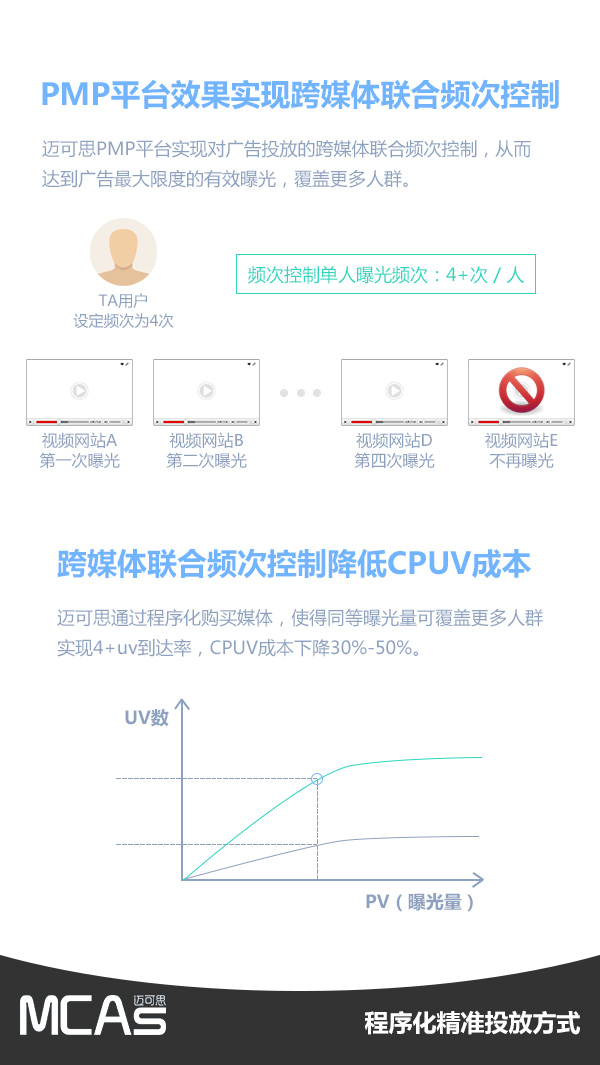 PMP平台效果实现跨媒体联合频次控制
迈可思PMP平台实现对广告投放的跨媒体联合频次控制，从而
达到广告最大限度的有效曝光，覆盖更多人群。
频次控制单人曝光频次：4+次 / 人
TA用户
设定频次为4次
视频网站A
第一次曝光
视频网站B
第二次曝光
视频网站D
第四次曝光
视频网站E
不再曝光
跨媒体联合频次控制降低CPUV成本
迈可思通过程序化购买媒体，使得同等曝光量可覆盖更多人群
实现4+uv到达率，CPUV成本下降30%-50%。
UV数
PV（曝光量）
MCAs 迈可思
程序化精准投放方式